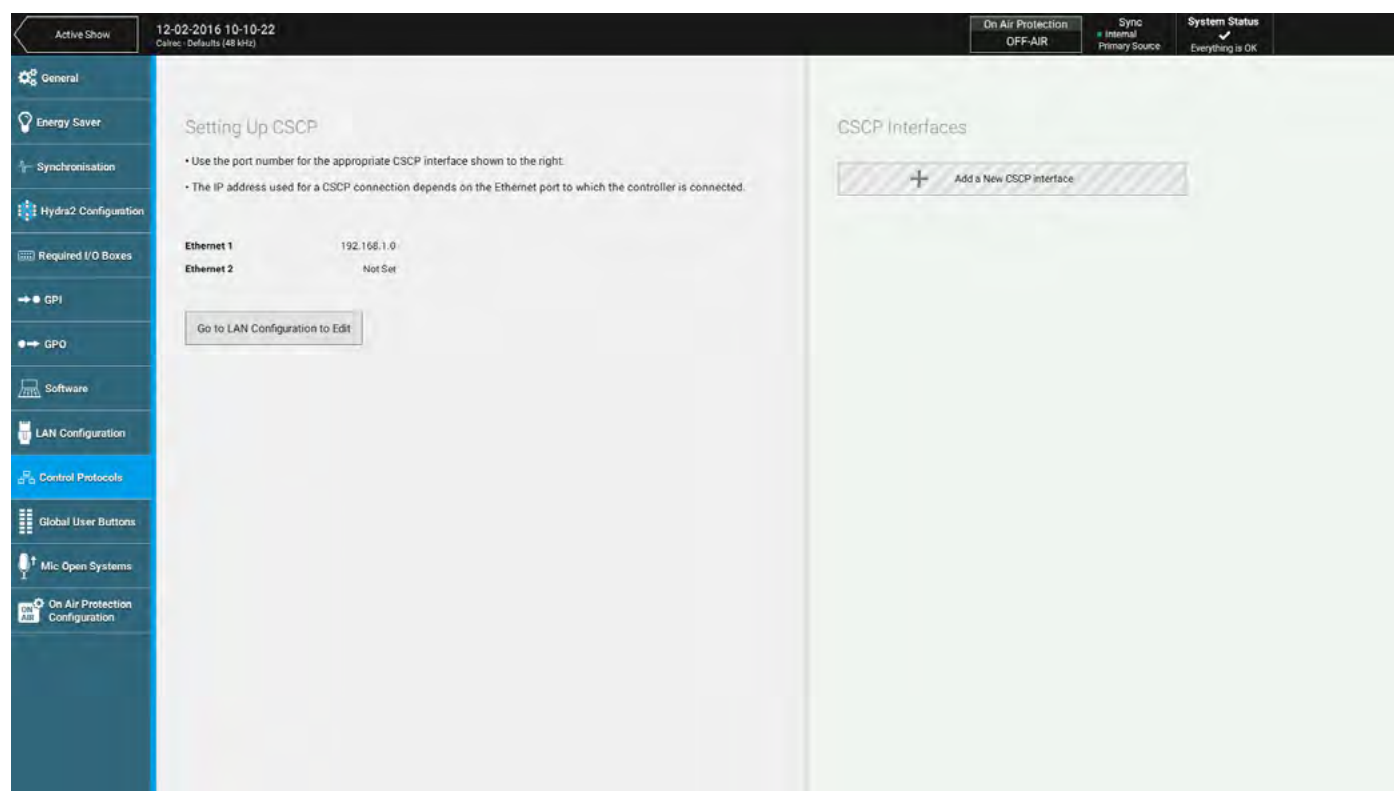 Active Show
12-02-2016 10-10-22
Calrec - Defaults (48 kHz)
On Air Protection
OFF-AIR
Sync
Internal
Primary Source
System Status
Everything is OK
General
Energy Saver
Synchronisation
Hydra2 Configuration
Required I/O Boxes
GPI
GPO
Software
LAN Configuration
Control Protocols
Global User Buttons
Mic Open Systems
ON AIR
On Air Protection
Configuration
Setting Up CSCP
• Use the port number for the appropriate CSCP interface shown to the right.
• The IP address used for a CSCP connection depends on the Ethernet port to which the controller is connected.
Ethernet 1 192.168.1.0
Ethernet 2 Not Set
Go to LAN Configuration to Edit
CSCP Interfaces
Add a New CSCP interface